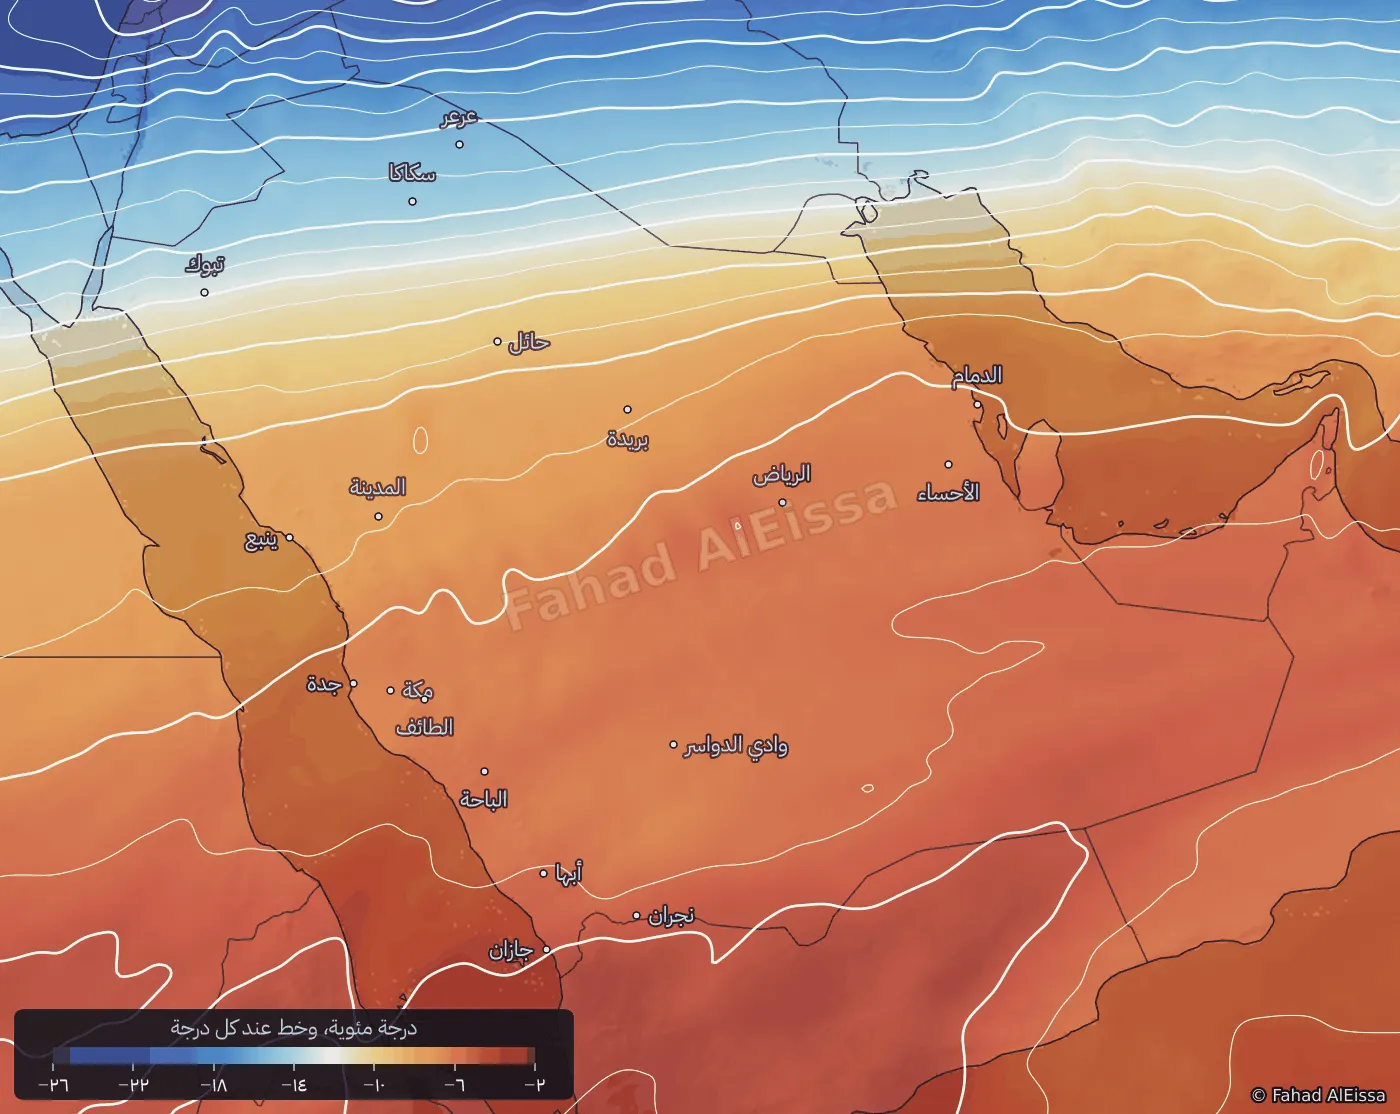 عرعر
سكاكا
تبوك
حائل
الدمام
بريدة
الرياض
الأحساء
المدينة
ينبع
Fahad AlEissa
جدة
مكة
الطائف
وادي الدواسر
الباحة
أبها
نجران
جازان
درجة مئوية، وخط عند كل درجة
−٢٦ −٢٢ −١٨ −١٤ −١٠ −٦ −٢
© Fahad AlEissa